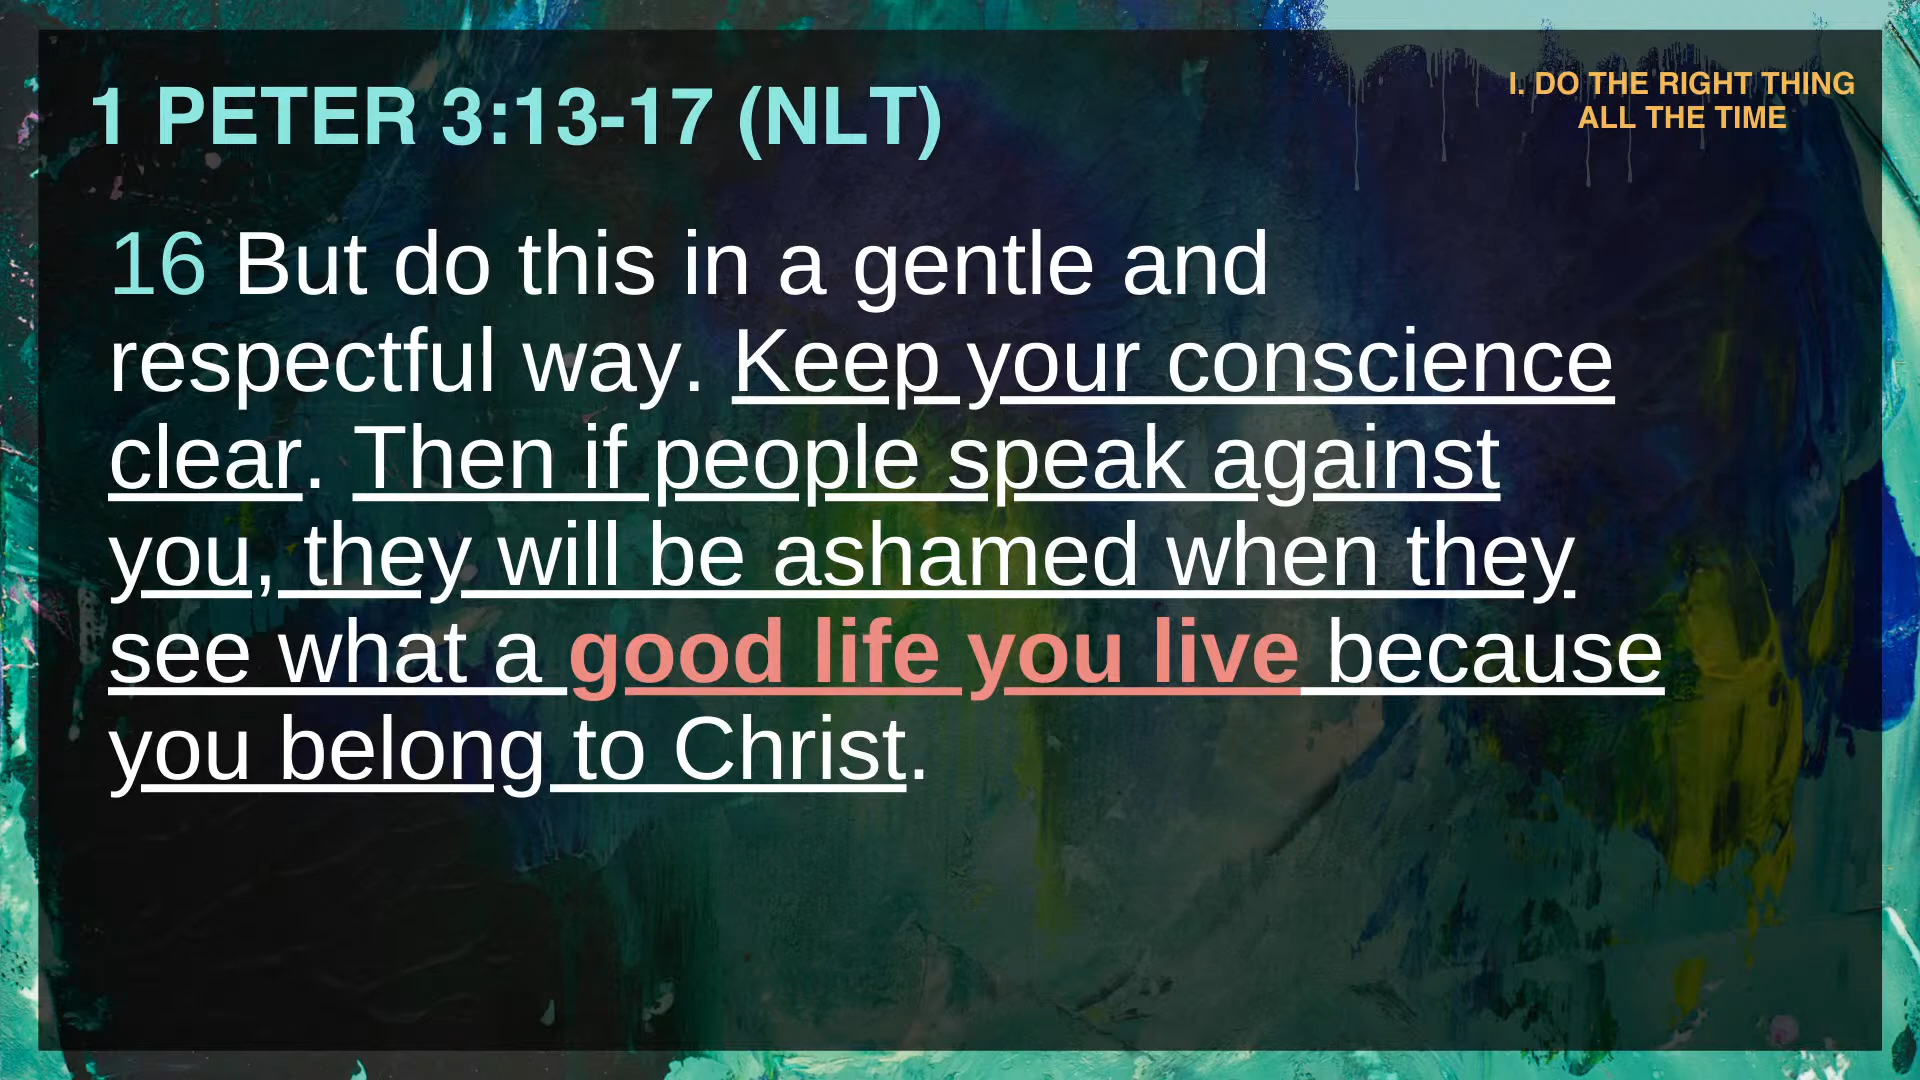 1 PETER 3:13-17 (NLT)
I. DO THE RIGHT THING
ALL THE TIME
16 But do this in a gentle and
respectful way. Keep your conscience
clear. Then if people speak against
you, they will be ashamed when they
see what a good life you live because
you belong to Christ.